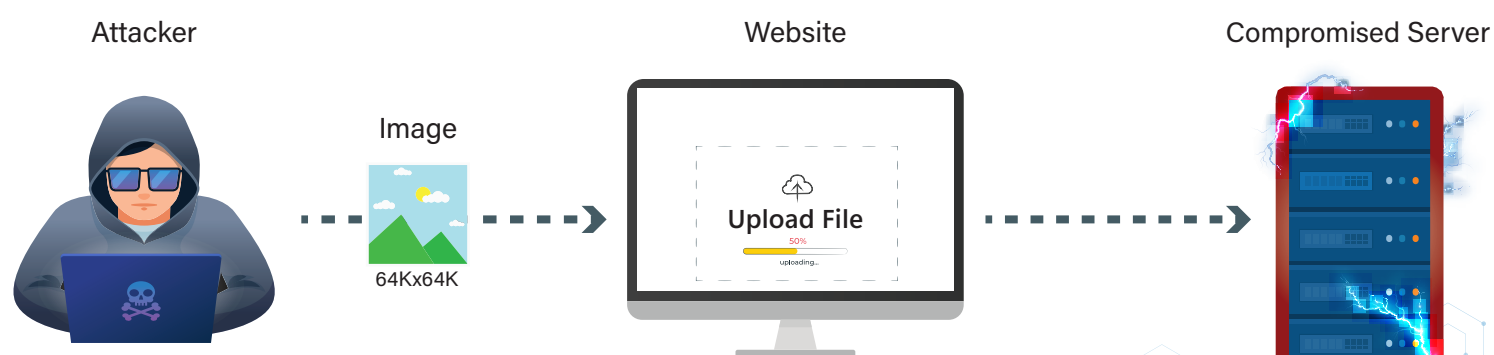 Attacker
Website
Compromised Server
Image
64Kx64K
Upload File
50%
uploading...